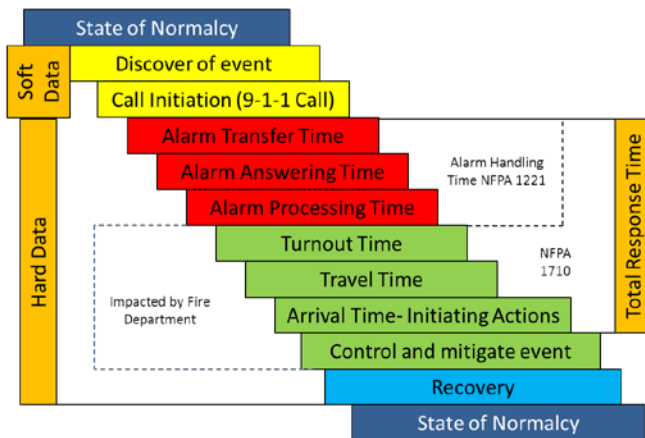 State of Normalcy
Soft
Data
Discover of event
Call Initiation (9-1-1 Call)
Alarm Transfer Time
Alarm Answering Time
Alarm Processing Time
Alarm Handling
Time NFPA 1221
Turnout Time
Travel Time
NFPA
1710
Arrival Time- Initiating Actions
Control and mitigate event
Impacted by Fire
Department
Hard Data
Total Response Time
Recovery
State of Normalcy